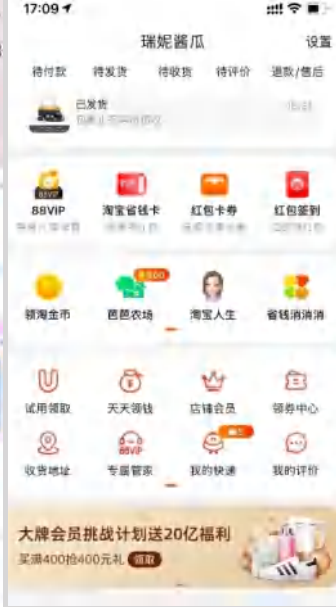 17:09
瑞妮酱瓜 设置
待付款 待发货 待收货 待评价 退款/售后
已发货
88VIP 淘宝省钱卡 红包卡券 红包签到
领淘金币 芭芭农场 淘宝人生 省钱消消消
试用领取 天天领钱 店铺会员 领券中心
88VIP
收货地址 专属管家 我的快递 我的评价
大牌会员挑战计划送20亿福利
买满400抢400元礼 领取